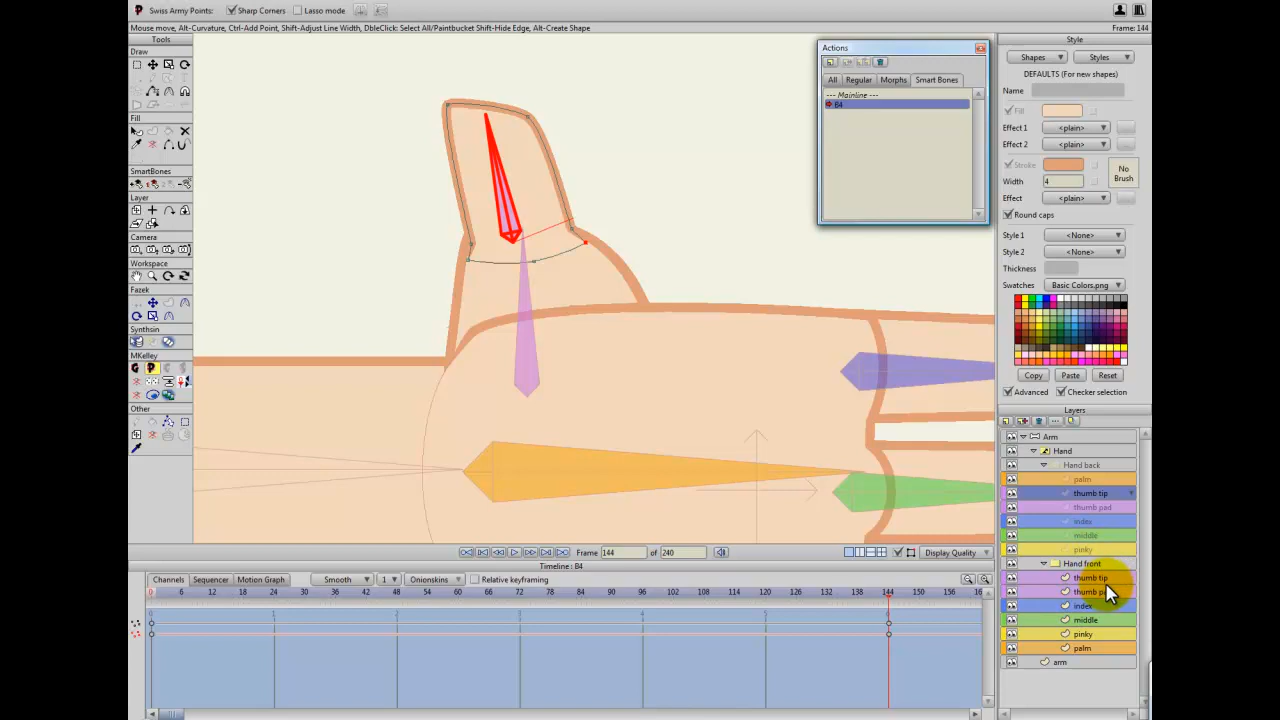 Swiss Army Points: Sharp Corners Lasso mode
Mouse move, Alt-Curvature, Ctrl-Add Point, Shift-Adjust Line Width, DbleClick: Select All/Paintbucket Shift-Hide Edge, Alt-Create Shape
Frame: 144
Tools
Draw
Fill
SmartBones
Layer
Camera
Workspace
Fazek
Synthsin
MKelley
Other
Actions
All Regular Morphs Smart Bones
--- Mainline ---
B4
Style
Shapes Styles
DEFAULTS (For new shapes)
Name
Fill
Effect 1 <plain>
Effect 2 <plain>
Stroke
Width 4
No Brush
Effect <plain>
Round caps
Style 1 <None>
Style 2 <None>
Thickness
Swatches Basic Colors.png
Copy Paste Reset
Advanced Checker selection
Layers
Arm
Hand
Hand back
palm
thumb tip
thumb pad
index
middle
pinky
Hand front
thumb tip
index
middle
pinky
palm
arm
Frame 144 of 240 Display Quality
Timeline : B4
Channels Sequencer Motion Graph Smooth 1 Onionskins Relative keyframing
0 6 12 18 24 30 36 42 48 54 60 66 72 78 84 90 96 102 108 114 120 126 132 138 144 150 156
0 1 2 3 4 5